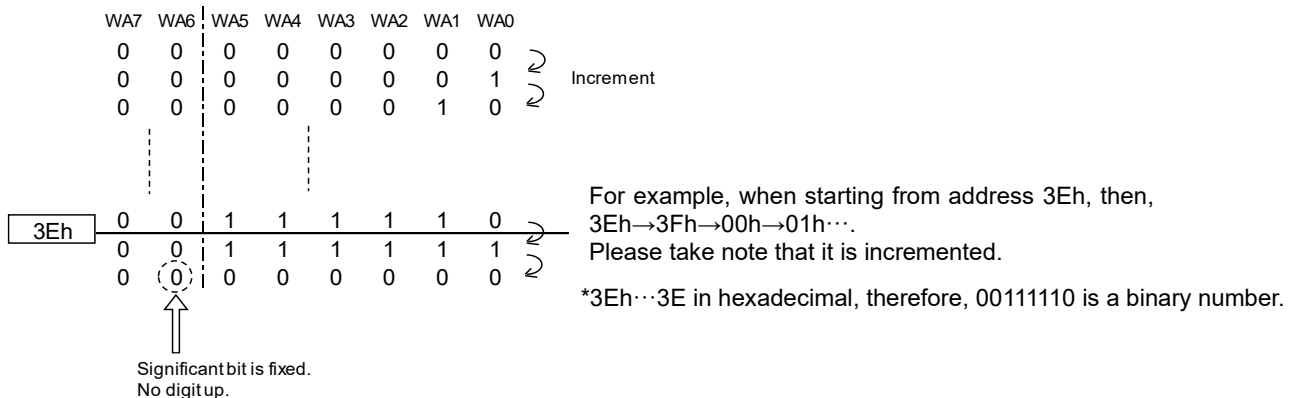 WA7 WA6 WA5 WA4 WA3 WA2 WA1 WA0
0 0 0 0 0 0 0 0
0 0 0 0 0 0 0 1 Increment
0 0 0 0 0 0 1 0
For example, when starting from address 3Eh, then,
3Eh 0 0 1 1 1 1 1 0
3Eh→3Fh→00h→01h⋯.
0 0 1 1 1 1 1 1
Please take note that it is incremented.
0 0 0 0 0 0 0 0
*3Eh⋯3E in hexadecimal, therefore, 00111110 is a binary number.
Significant bit is fixed.
No digit up.